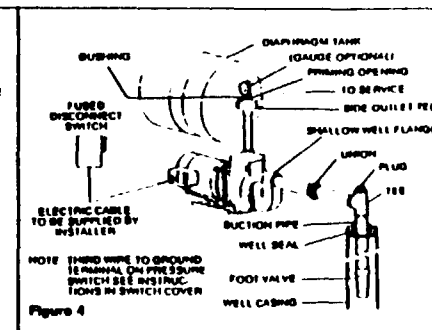 DIAPHRAGM TANK
BUSHING
(GAUGE OPTIONAL)
PRIMING OPENING
TO SERVICE
SIDE OUTLET TEE
FUSED
DISCONNECT
SWITCH
SHALLOW WELL FLANGE
UNION
PLUG
TEE
ELECTRIC CABLE
TO BE SUPPLIED BY
INSTALLER
SUCTION PIPE
WELL SEAL
NOTE THIRD WIRE TO GROUND
TERMINAL ON PRESSURE
SWITCH SEE INSTRUC-
TIONS IN SWITCH COVER
FOOT VALVE
WELL CASING
Figure 4